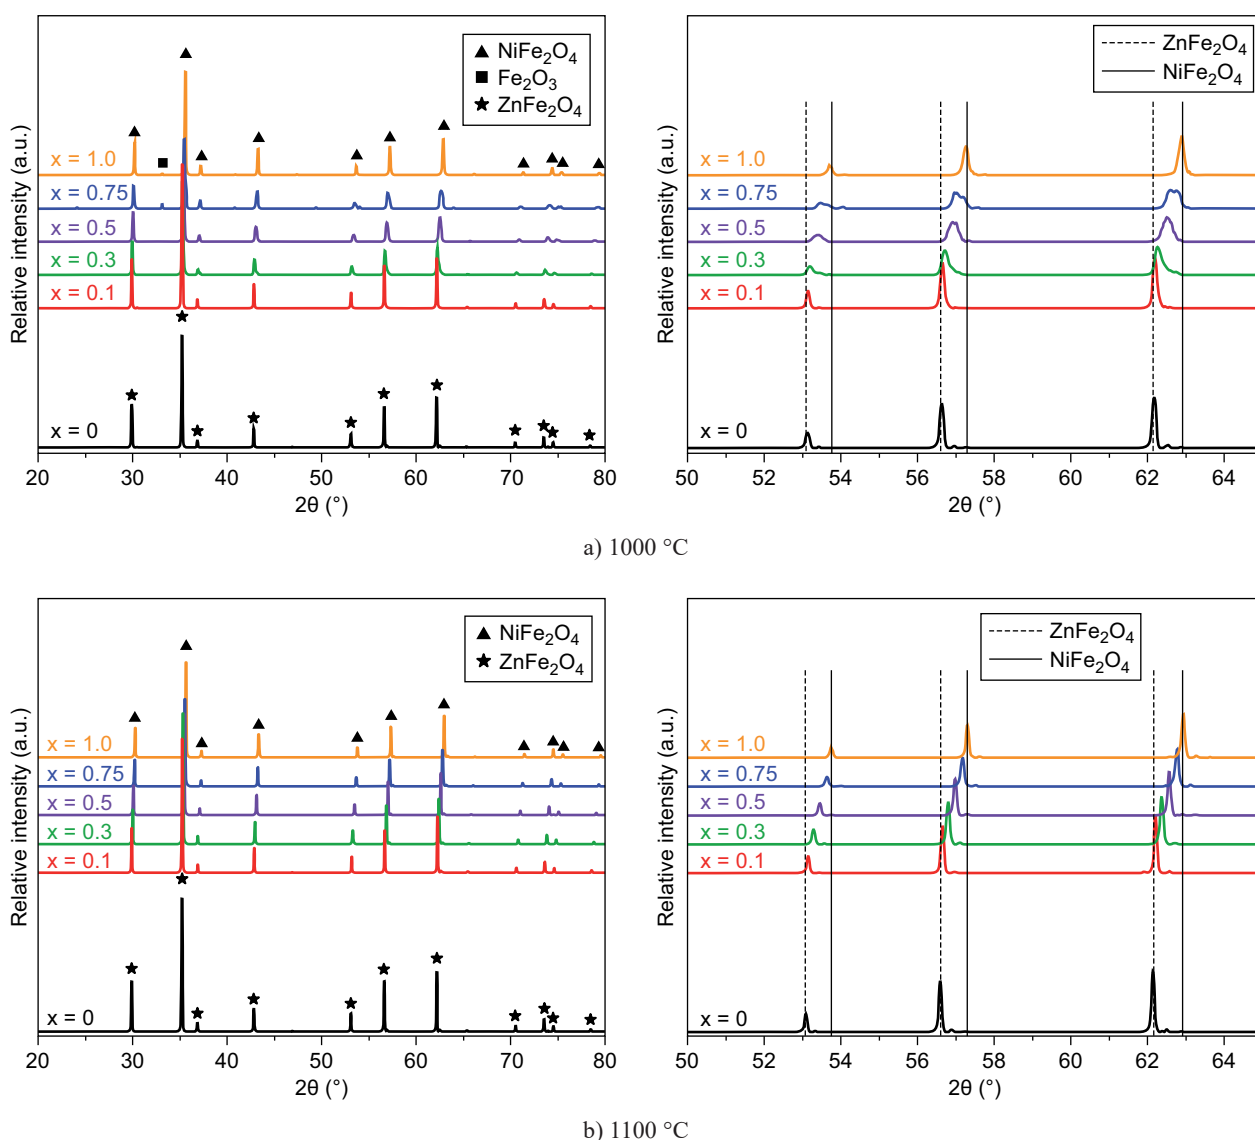 Relative intensity (a.u.)
NiFe2O4
Fe2O3
ZnFe2O4
x = 1.0
x = 0.75
x = 0.5
x = 0.3
x = 0.1
x = 0
20 30 40 50 60 70 80
2θ (°)
Relative intensity (a.u.)
ZnFe2O4
NiFe2O4
x = 1.0
x = 0.75
x = 0.5
x = 0.3
x = 0.1
x = 0
50 52 54 56 58 60 62 64
2θ (°)
a) 1000 °C
Relative intensity (a.u.)
NiFe2O4
ZnFe2O4
x = 1.0
x = 0.75
x = 0.5
x = 0.3
x = 0.1
x = 0
20 30 40 50 60 70 80
2θ (°)
Relative intensity (a.u.)
ZnFe2O4
NiFe2O4
x = 1.0
x = 0.75
x = 0.5
x = 0.3
x = 0.1
x = 0
50 52 54 56 58 60 62 64
2θ (°)
b) 1100 °C